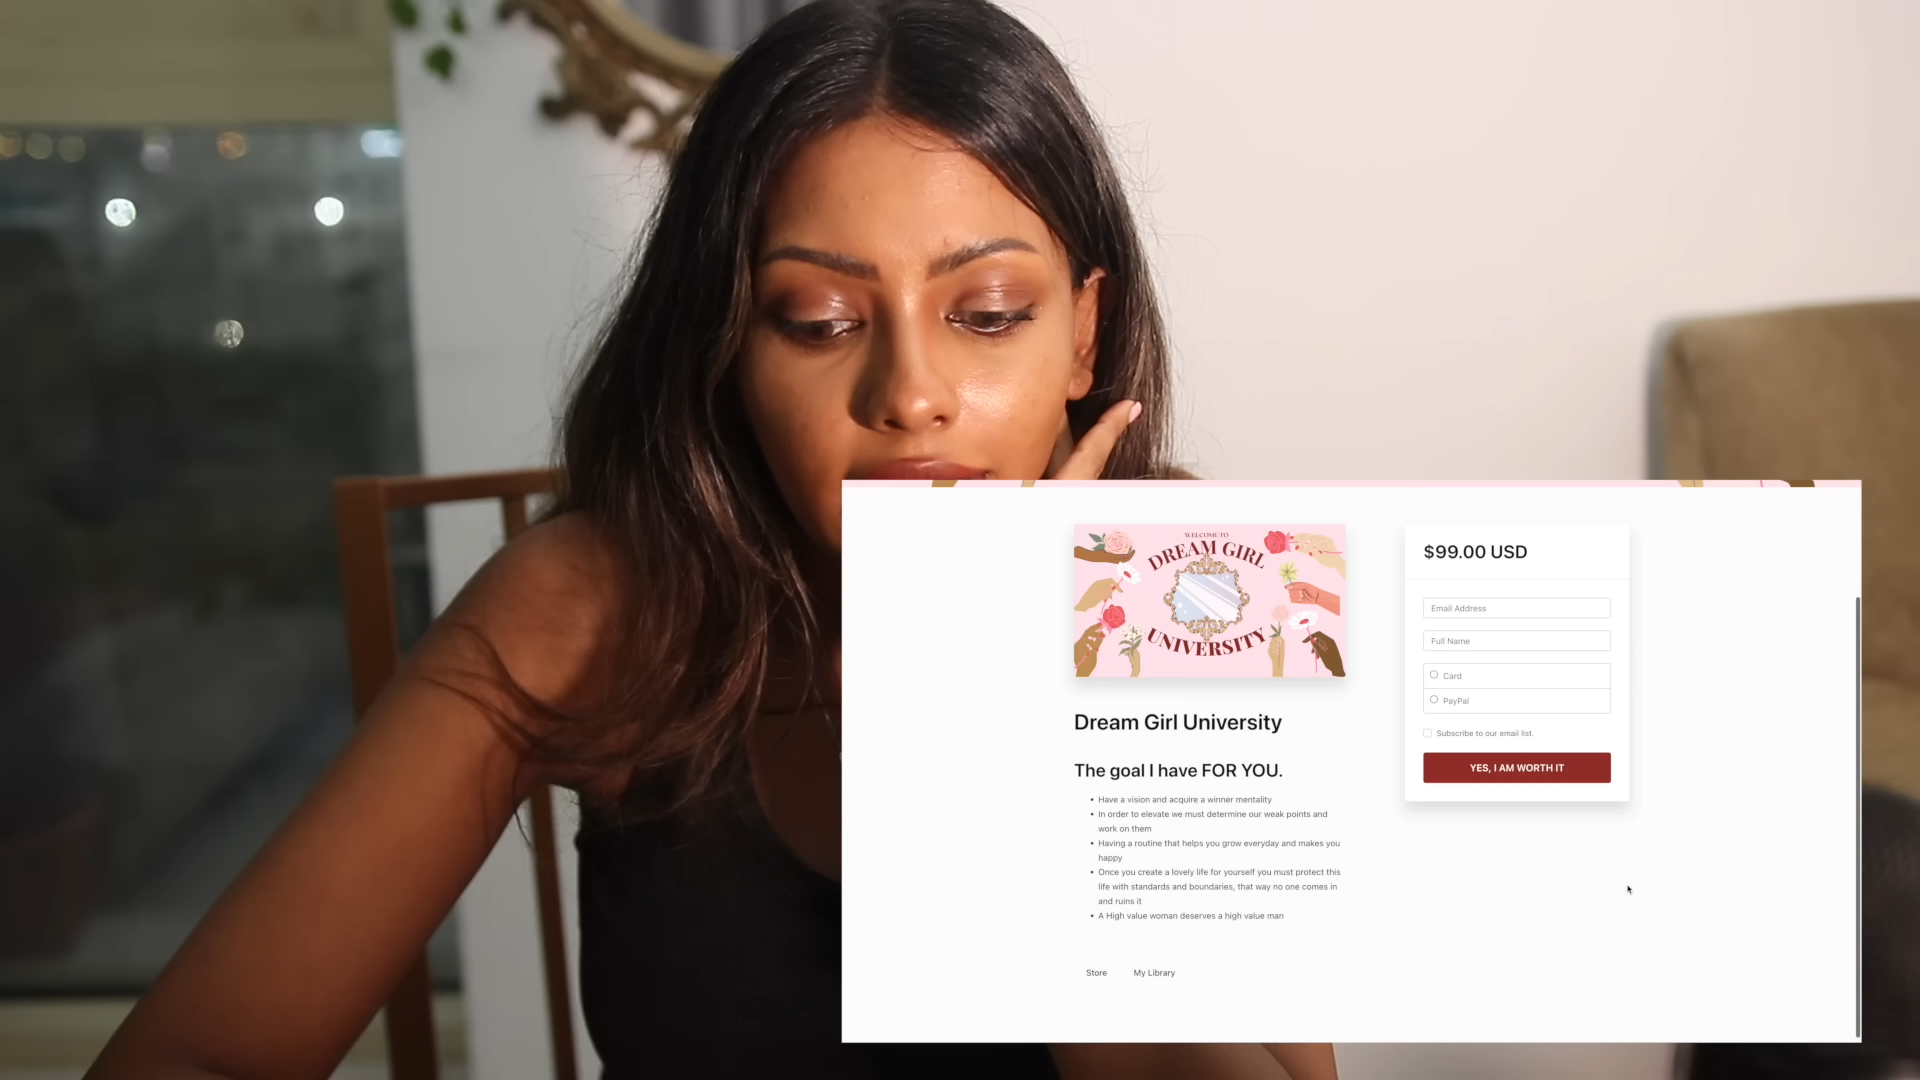 WELCOME TO
DREAM GIRL
UNIVERSITY
Dream Girl University
The goal I have FOR YOU.
• Have a vision and acquire a winner mentality
• In order to elevate we must determine our weak points and
work on them
• Having a routine that helps you grow everyday and makes you
happy
• Once you create a lovely life for yourself you must protect this
life with standards and boundaries, that way no one comes in
and ruins it
• A High value woman deserves a high value man
Store My Library
$99.00 USD
Email Address
Full Name
Card
PayPal
Subscribe to our email list.
YES, I AM WORTH IT